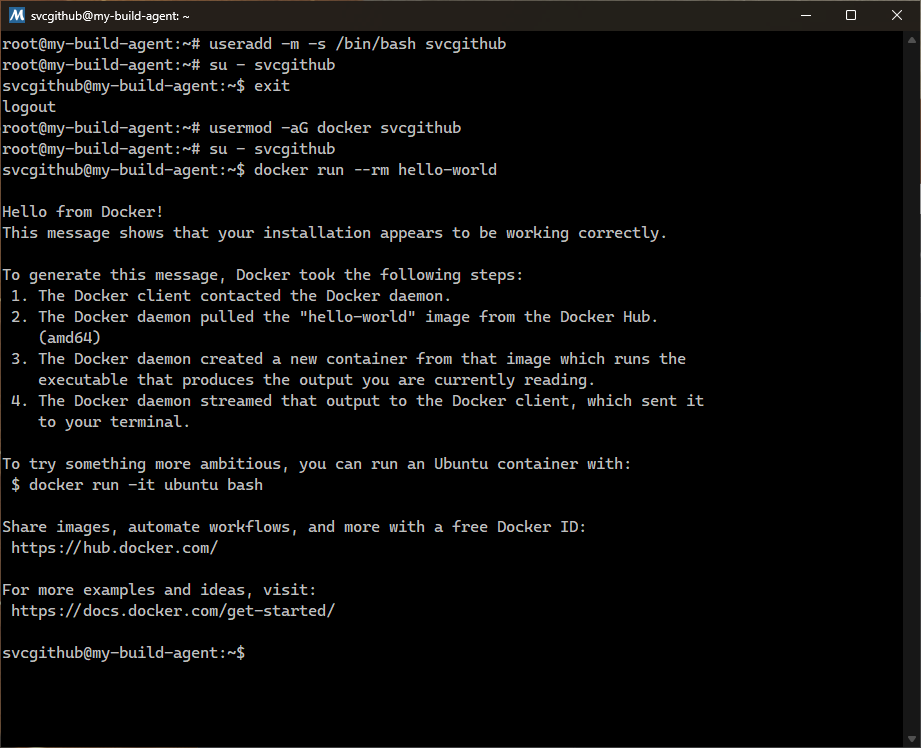 svcgithub@my-build-agent: ~
root@my-build-agent:~# useradd -m -s /bin/bash svcgithub
root@my-build-agent:~# su - svcgithub
svcgithub@my-build-agent:~$ exit
logout
root@my-build-agent:~# usermod -aG docker svcgithub
root@my-build-agent:~# su - svcgithub
svcgithub@my-build-agent:~$ docker run --rm hello-world

Hello from Docker!
This message shows that your installation appears to be working correctly.

To generate this message, Docker took the following steps:
 1. The Docker client contacted the Docker daemon.
 2. The Docker daemon pulled the "hello-world" image from the Docker Hub.
    (amd64)
 3. The Docker daemon created a new container from that image which runs the
    executable that produces the output you are currently reading.
 4. The Docker daemon streamed that output to the Docker client, which sent it
    to your terminal.

To try something more ambitious, you can run an Ubuntu container with:
 $ docker run -it ubuntu bash

Share images, automate workflows, and more with a free Docker ID:
 https://hub.docker.com/

For more examples and ideas, visit:
 https://docs.docker.com/get-started/

svcgithub@my-build-agent:~$